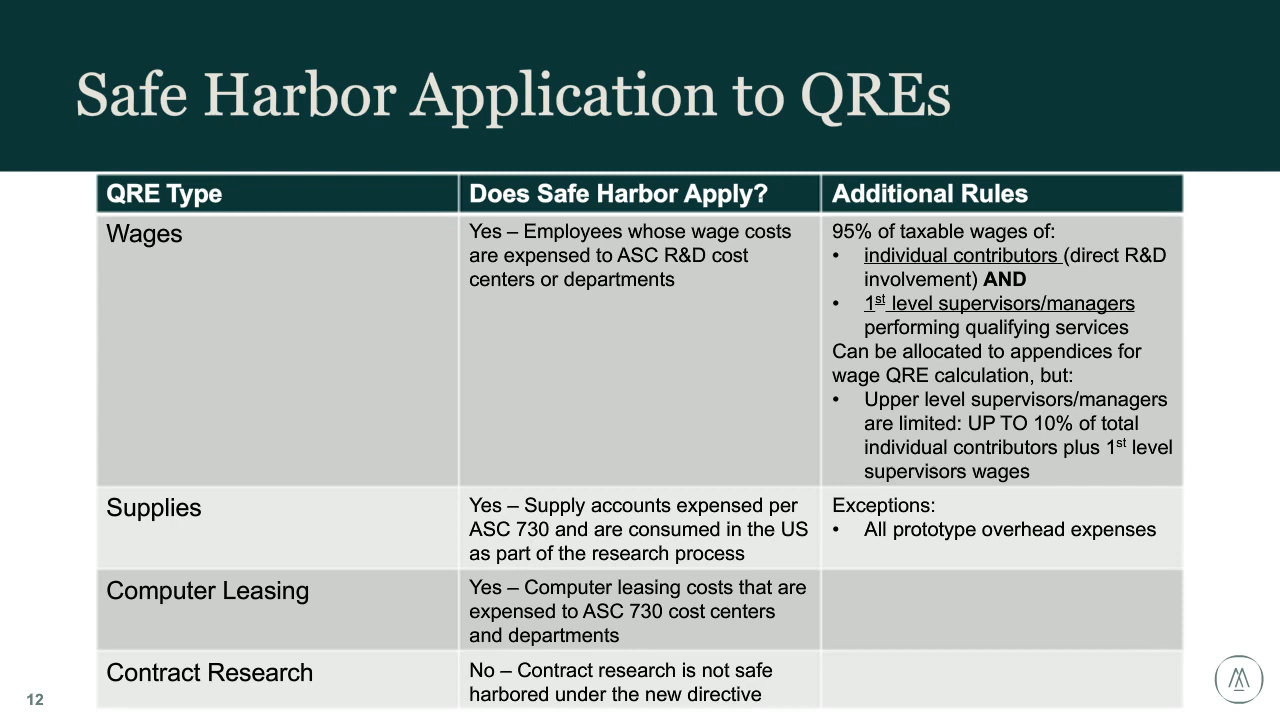 Safe Harbor Application to QREs
QRE Type
Does Safe Harbor Apply?
Additional Rules
Wages
Yes – Employees whose wage costs
are expensed to ASC R&D cost
centers or departments
95% of taxable wages of:
• individual contributors (direct R&D
involvement) AND
• 1st level supervisors/managers
performing qualifying services
Can be allocated to appendices for
wage QRE calculation, but:
• Upper level supervisors/managers
are limited: UP TO 10% of total
individual contributors plus 1st level
supervisors wages
Supplies
Yes – Supply accounts expensed per
ASC 730 and are consumed in the US
as part of the research process
Exceptions:
• All prototype overhead expenses
Computer Leasing
Yes – Computer leasing costs that are
expensed to ASC 730 cost centers
and departments
Contract Research
No – Contract research is not safe
harbored under the new directive
12